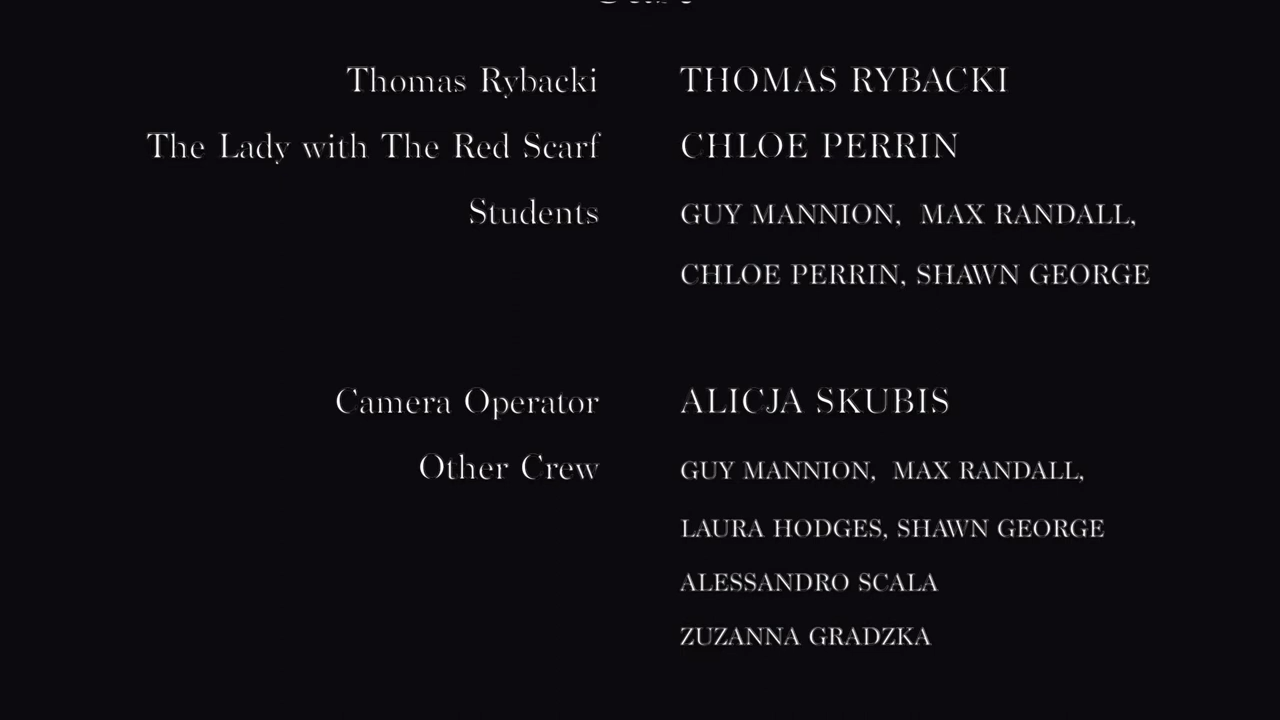 Thomas Rybacki THOMAS RYBACKI
The Lady with The Red Scarf CHLOE PERRIN
Students GUY MANNION, MAX RANDALL,
CHLOE PERRIN, SHAWN GEORGE
Camera Operator ALICJA SKUBIS
Other Crew GUY MANNION, MAX RANDALL,
LAURA HODGES, SHAWN GEORGE
ALESSANDRO SCALA
ZUZANNA GRADZKA